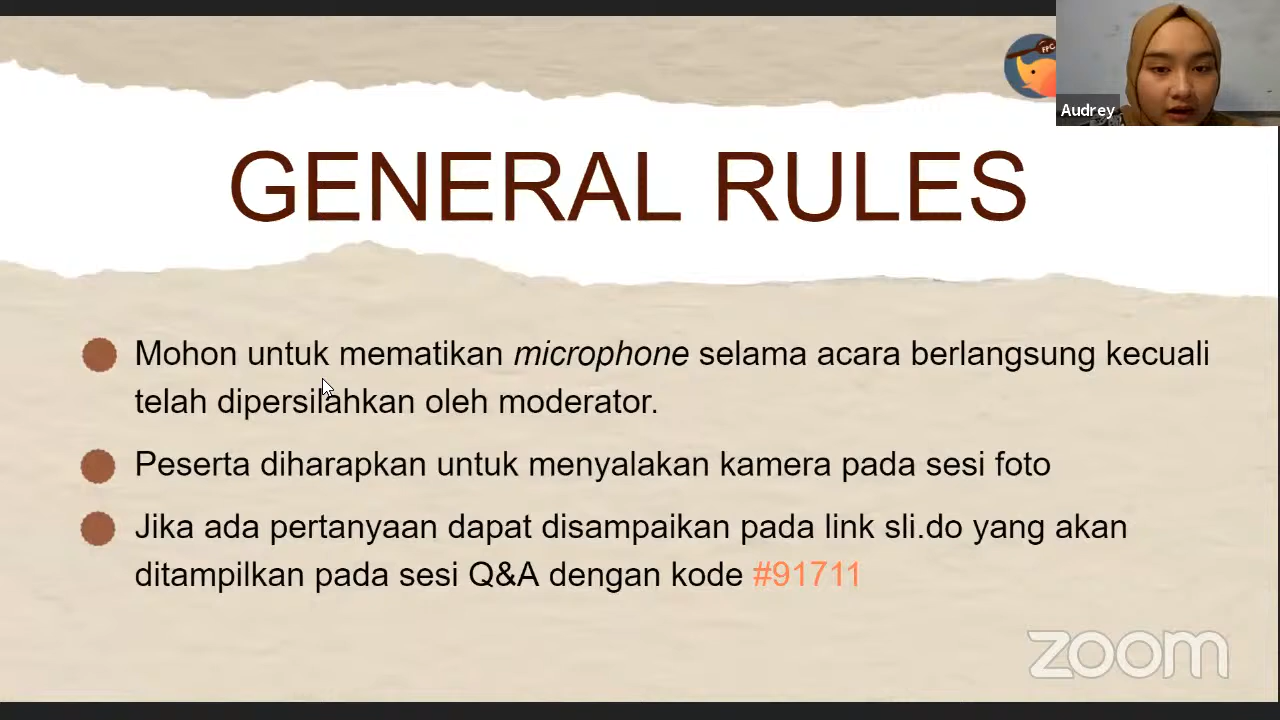 FPC
Audrey
GENERAL RULES
Mohon untuk mematikan microphone selama acara berlangsung kecuali
telah dipersilahkan oleh moderator.
Peserta diharapkan untuk menyalakan kamera pada sesi foto
Jika ada pertanyaan dapat disampaikan pada link sli.do yang akan
ditampilkan pada sesi Q&A dengan kode #91711
zoom